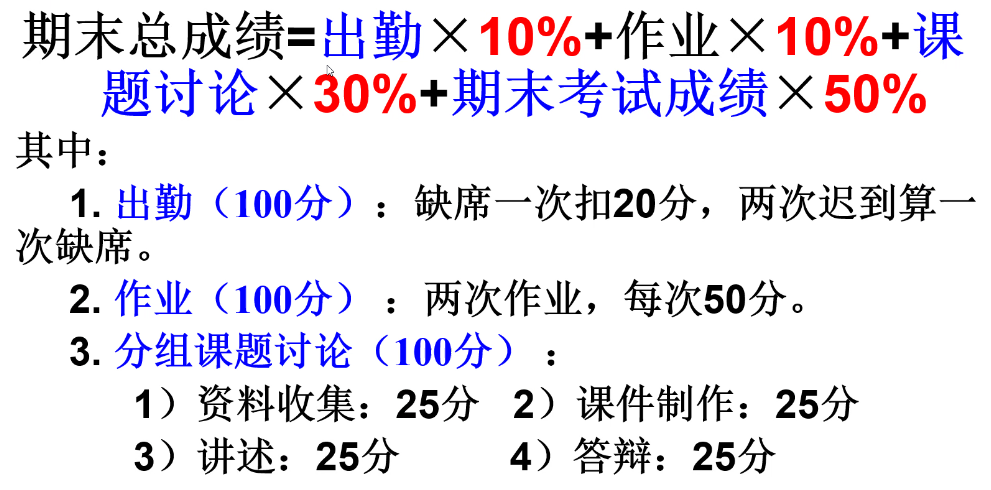 期末总成绩=出勤×10%+作业×10%+课
题讨论×30%+期末考试成绩×50%
其中：
1. 出勤（100分）：缺席一次扣20分，两次迟到算一
次缺席。
2. 作业（100分）：两次作业，每次50分。
3. 分组课题讨论（100分）：
1）资料收集：25分 2）课件制作：25分
3）讲述：25分 4）答辩：25分